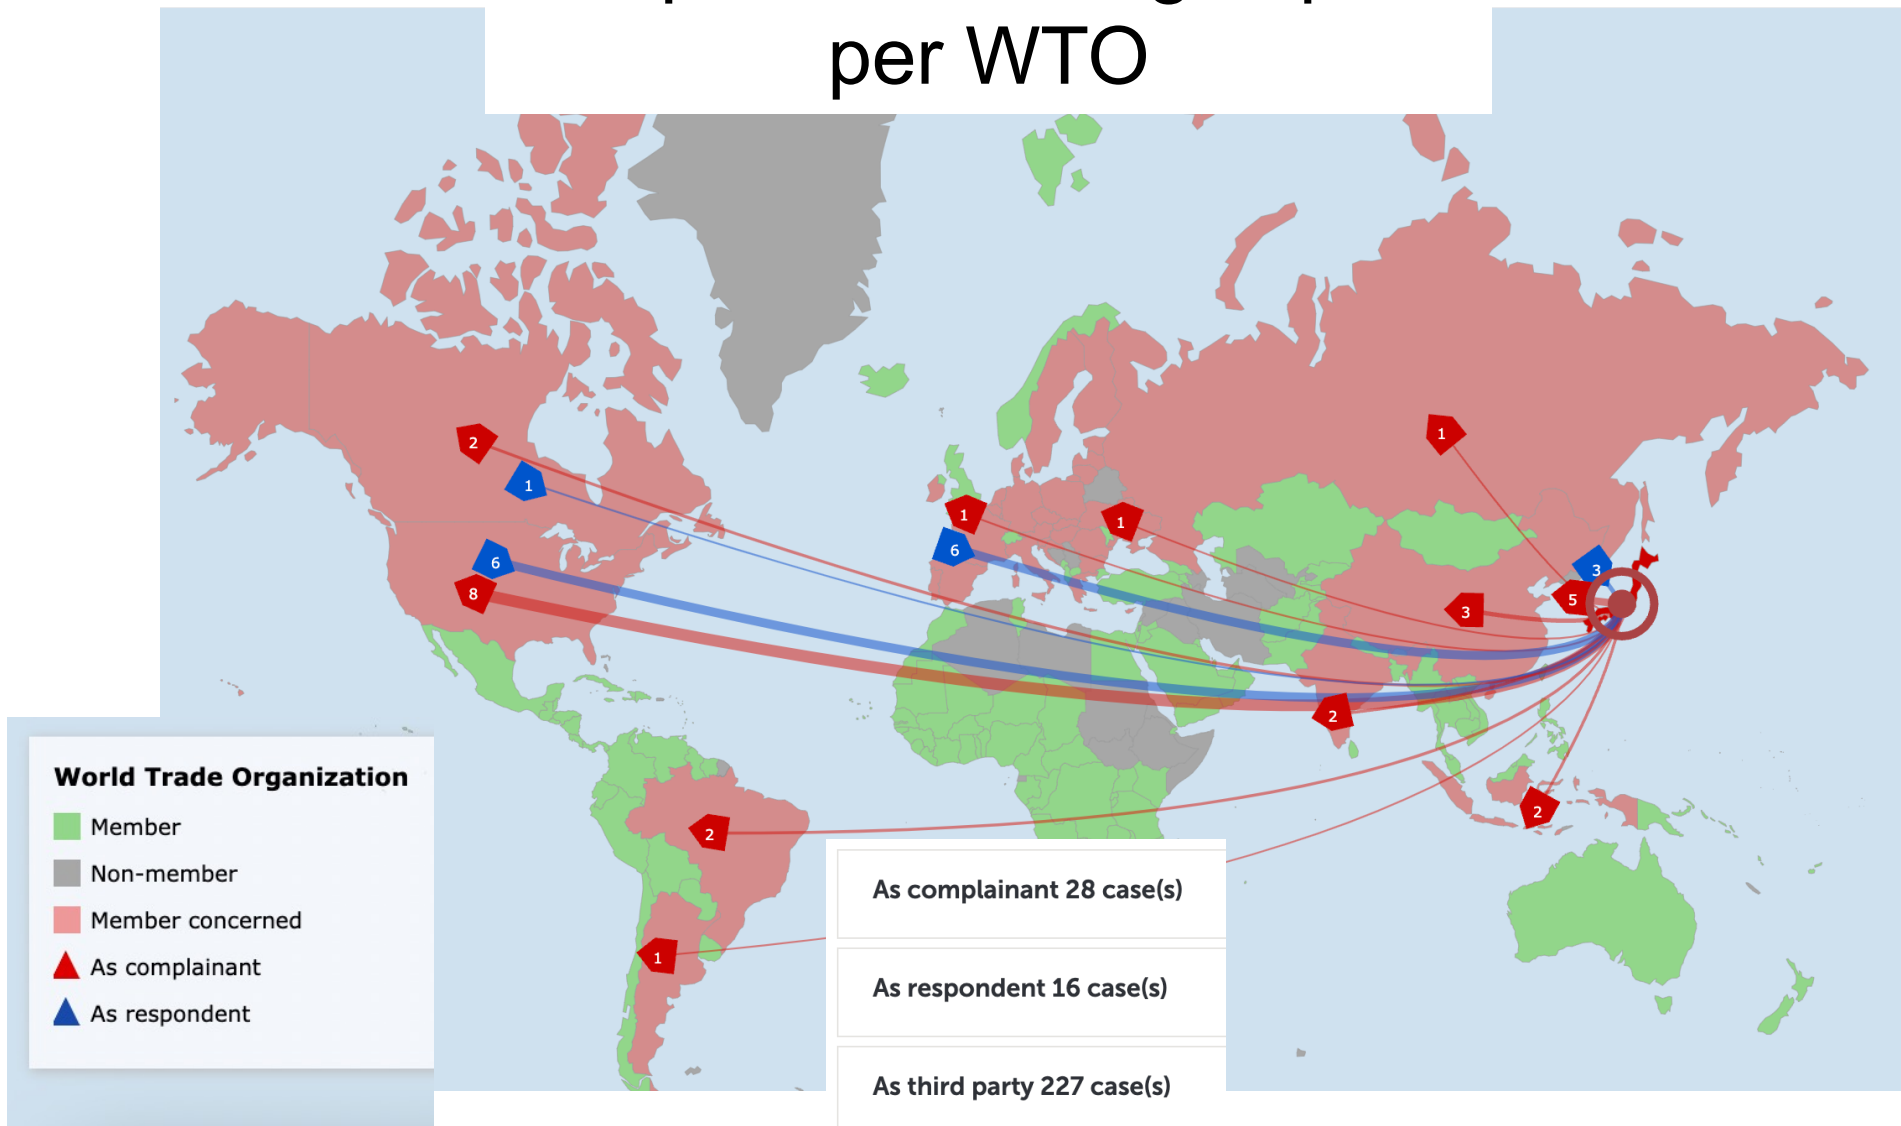 per WTO
2
1
6
8
1
6
1
1
3
5
3
2
2
2
1
World Trade Organization
Member
Non-member
Member concerned
As complainant
As respondent
As complainant 28 case(s)
As respondent 16 case(s)
As third party 227 case(s)